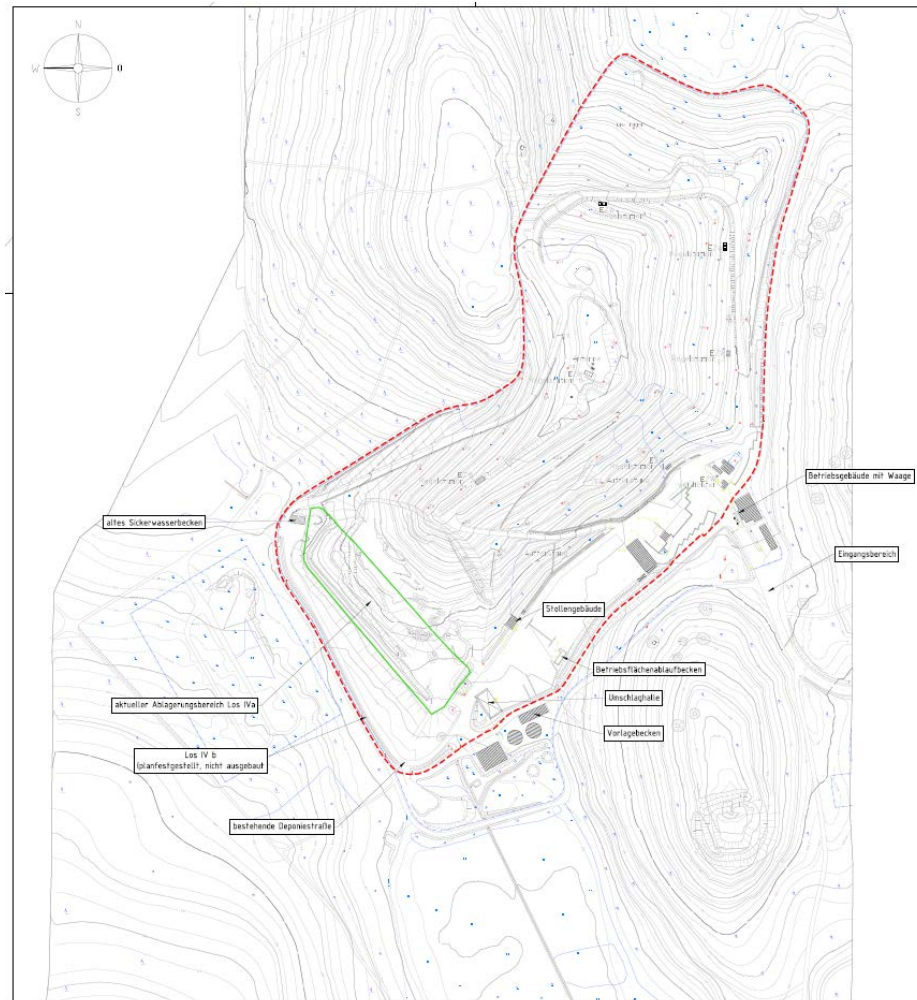 N
W O
S
Betriebsgebäude mit Waage
altes Sickerwasserbecken
Eingangsbereich
Stollengebäude
Betriebsflächenablaufbecken
Umschlaghalle
aktueller Ablagerungsbereich Los IVa
Vorlagebecken
Los IV b
(planfestgestellt, nicht ausgebaut
bestehende Deponiestraße